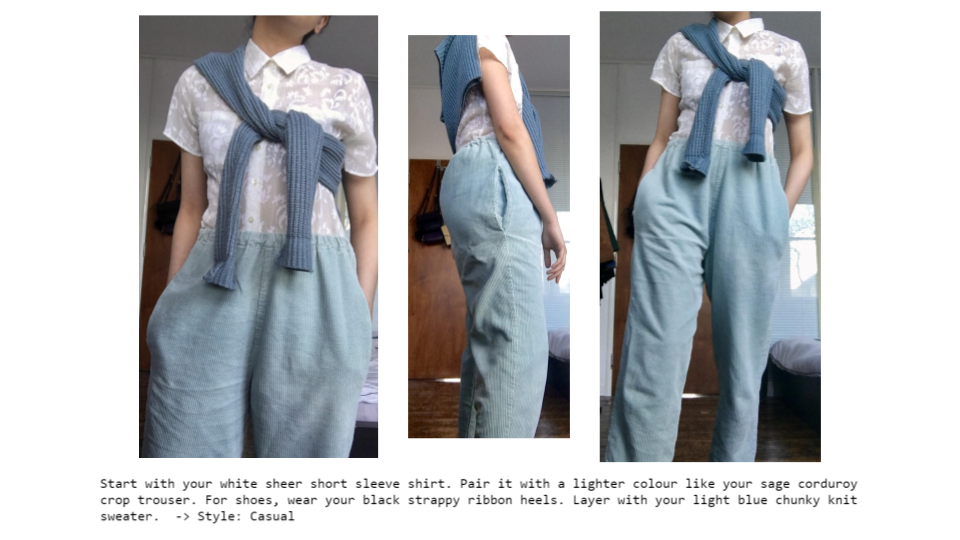 Start with your white sheer short sleeve shirt. Pair it with a lighter colour like your sage corduroy
crop trouser. For shoes, wear your black strappy ribbon heels. Layer with your light blue chunky knit
sweater.  -> Style: Casual